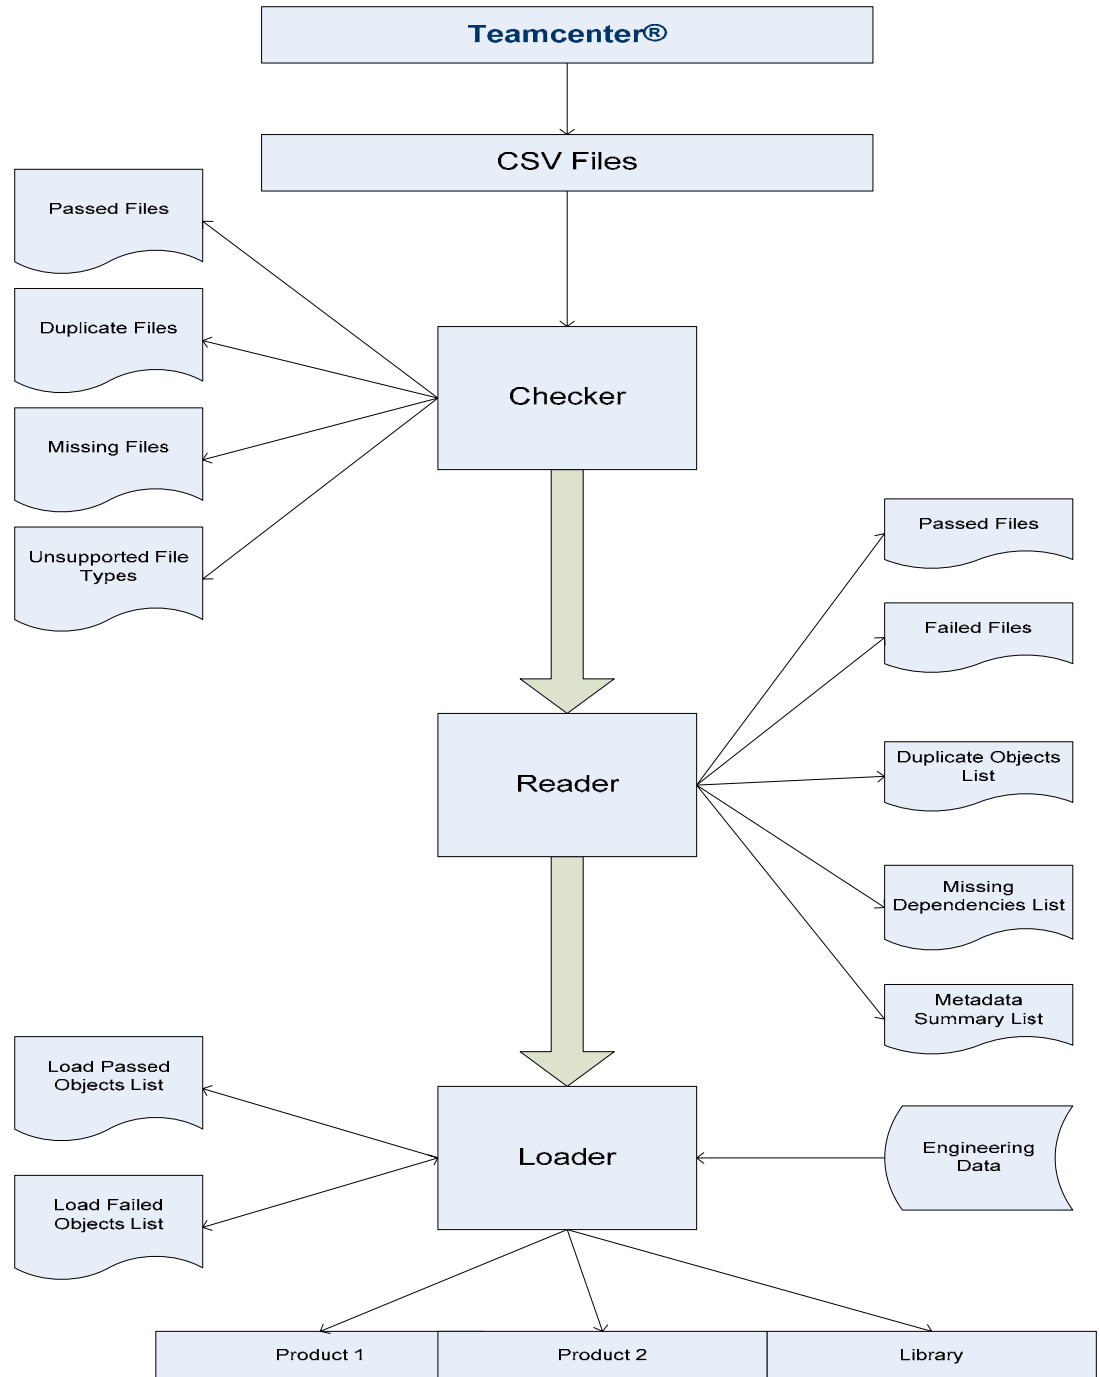 Teamcenter®
CSV Files
Passed Files
Duplicate Files
Checker
Missing Files
Unsupported File
Types
Passed Files
Failed Files
Reader
Duplicate Objects
List
Missing
Dependencies List
Metadata
Summary List
Load Passed
Objects List
Loader
Engineering
Data
Load Failed
Objects List
Product 1
Product 2
Library